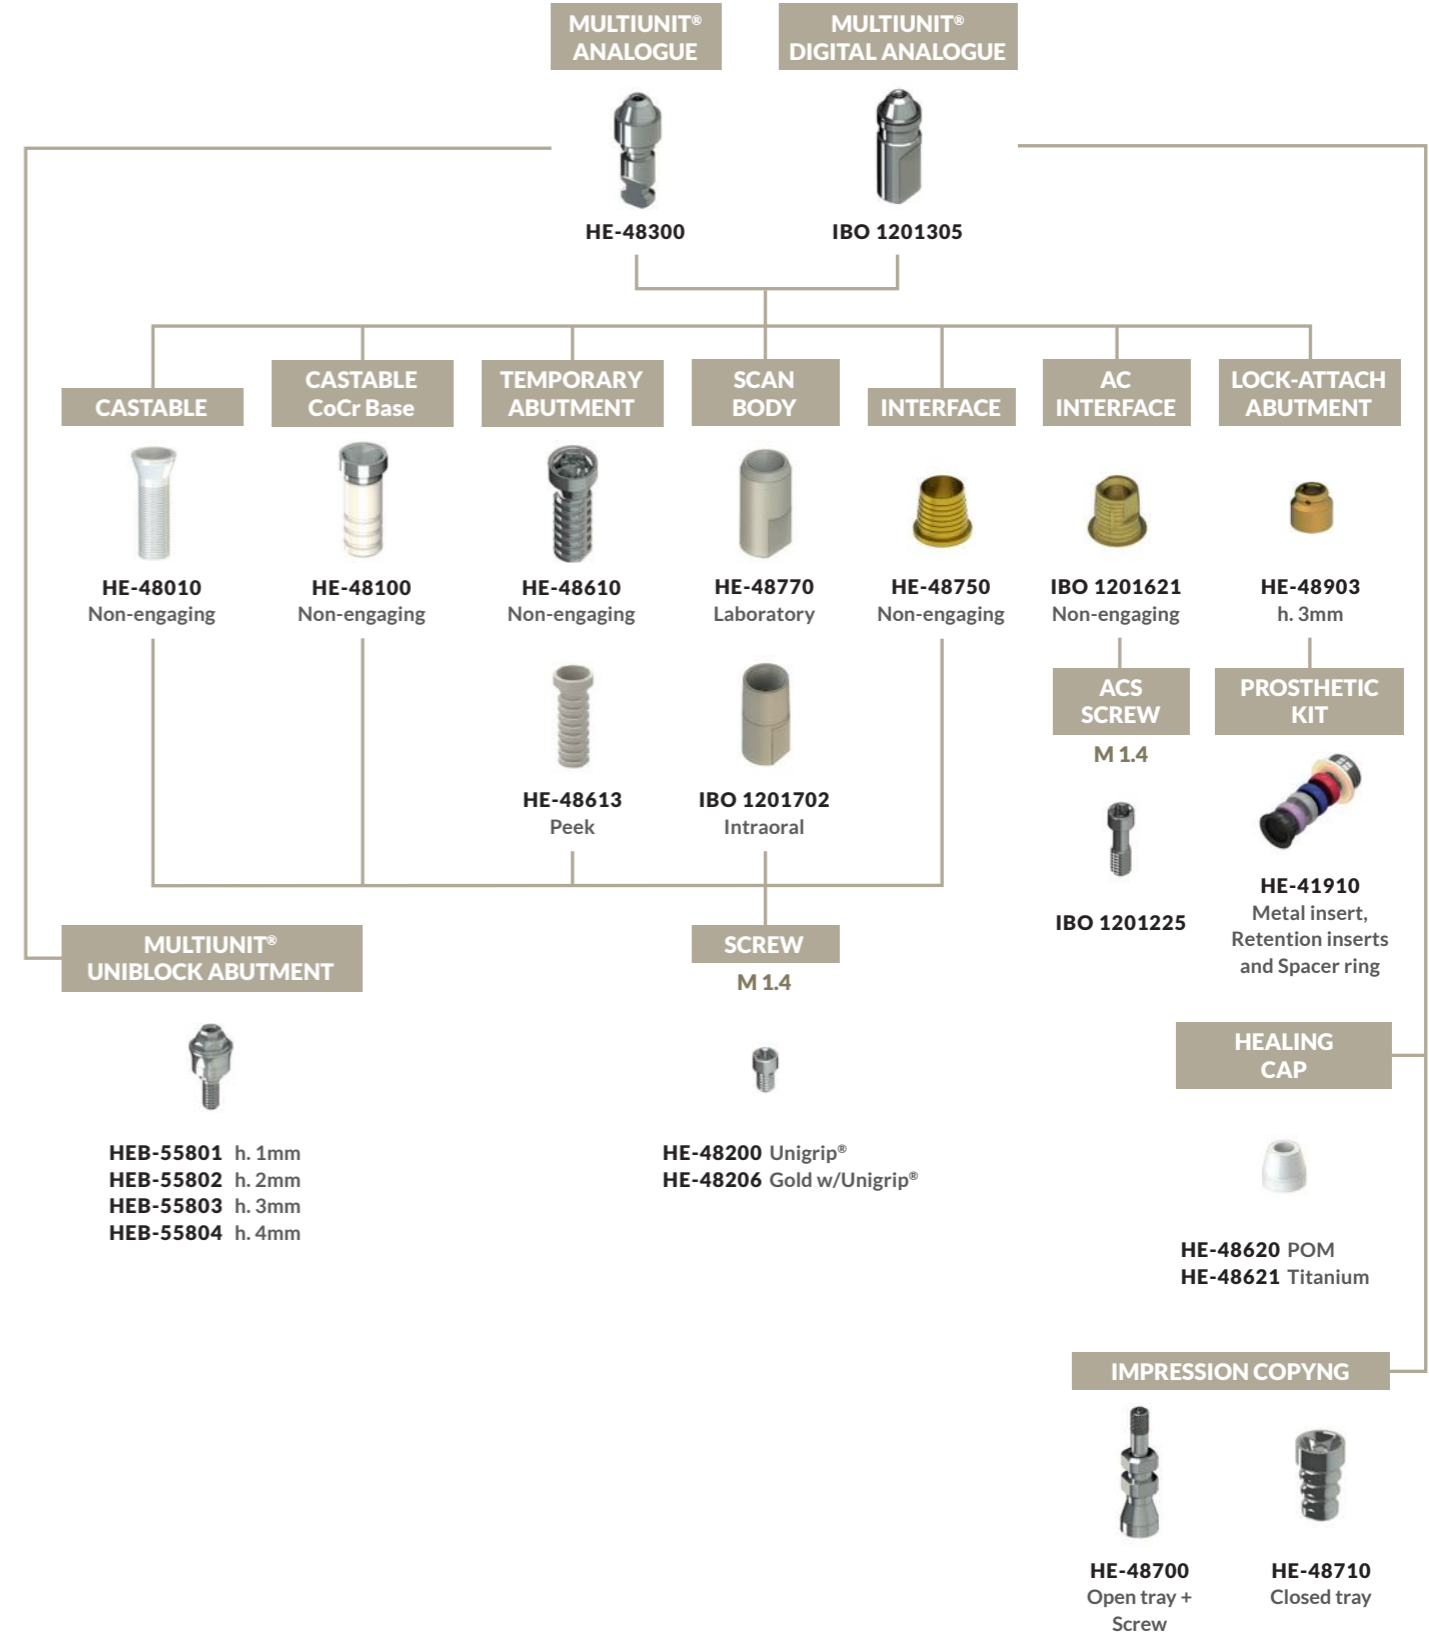 MULTIUNIT®
ANALOGUE
MULTIUNIT®
DIGITAL ANALOGUE
HE-48300
IBO 1201305
CASTABLE
CASTABLE
CoCr Base
TEMPORARY
ABUTMENT
SCAN
BODY
INTERFACE
AC
INTERFACE
LOCK-ATTACH
ABUTMENT
HE-48010
Non-engaging
HE-48100
Non-engaging
HE-48610
Non-engaging
HE-48770
Laboratory
HE-48750
Non-engaging
IBO 1201621
Non-engaging
HE-48903
h. 3mm
HE-48613
Peek
IBO 1201702
Intraoral
ACS
SCREW
M 1.4
IBO 1201225
PROSTHETIC
KIT
HE-41910
Metal insert,
Retention inserts
and Spacer ring
MULTIUNIT®
UNIBLOCK ABUTMENT
HEB-55801 h. 1mm
HEB-55802 h. 2mm
HEB-55803 h. 3mm
HEB-55804 h. 4mm
SCREW
M 1.4
HE-48200 Unigrip®
HE-48206 Gold w/Unigrip®
HEALING
CAP
HE-48620 POM
HE-48621 Titanium
IMPRESSION COPYNG
HE-48700
Open tray +
Screw
HE-48710
Closed tray